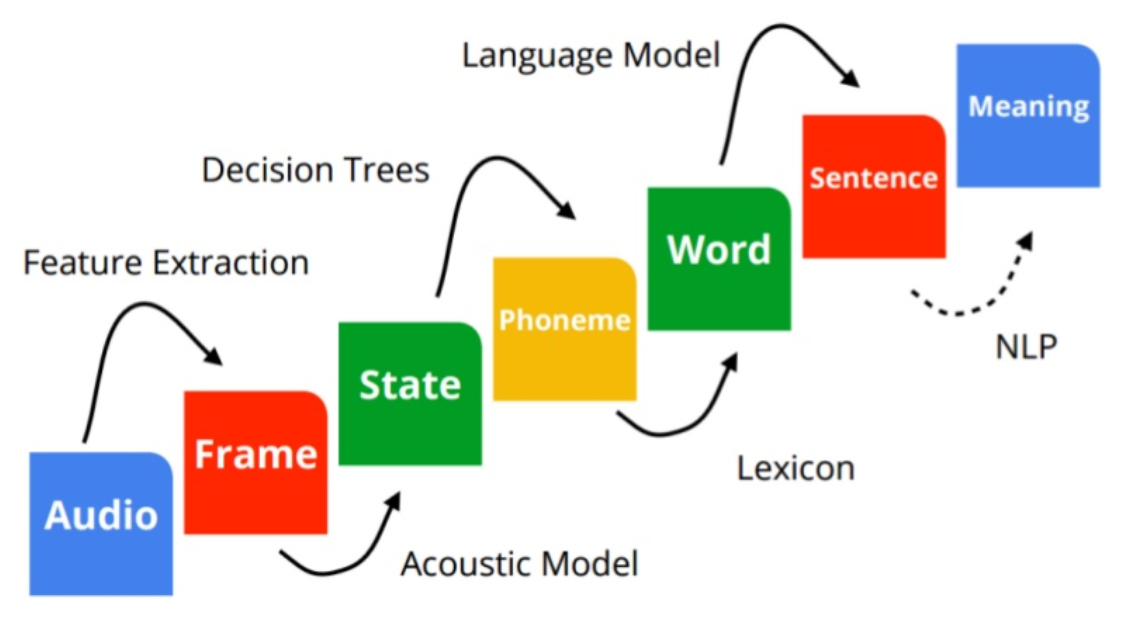 Language Model
Meaning
Sentence
Decision Trees
Word
Feature Extraction
Phoneme
NLP
State
Frame
Lexicon
Audio
Acoustic Model